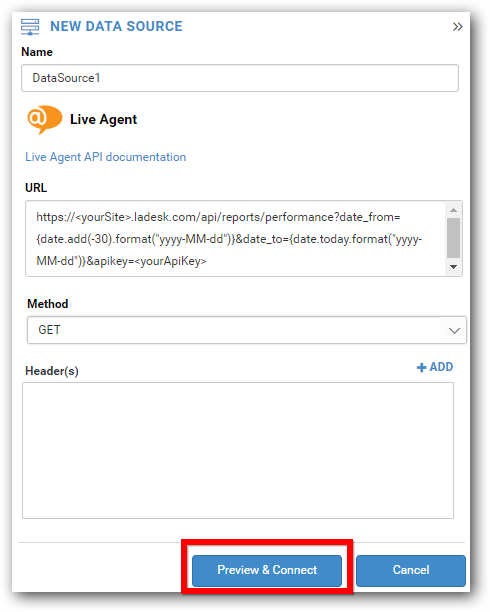 NEW DATA SOURCE
Name
DataSource1
@ Live Agent
Live Agent API documentation
URL
https://<yourSite>.ladesk.com/api/reports/performance?date_from=
{date.add(-30).format("yyyy-MM-dd")}&date_to={date.today.format("yyyy-
MM-dd")}&apikey=<yourApiKey>
Method
GET
Header(s)
+ ADD
Preview & Connect
Cancel